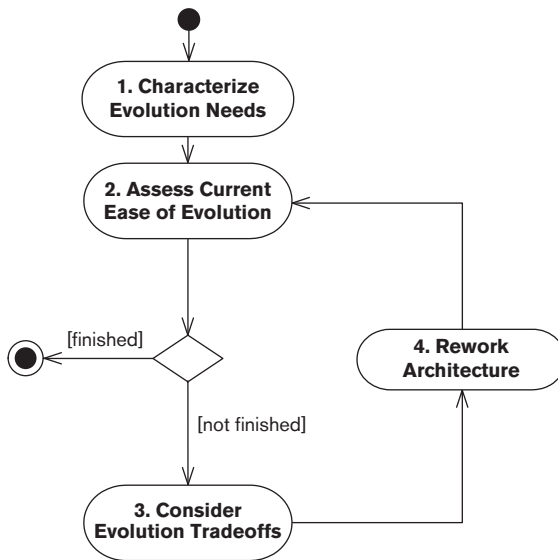 1. Characterize
Evolution Needs
2. Assess Current
Ease of Evolution
[finished]
4. Rework
Architecture
[not finished]
3. Consider
Evolution Tradeoffs